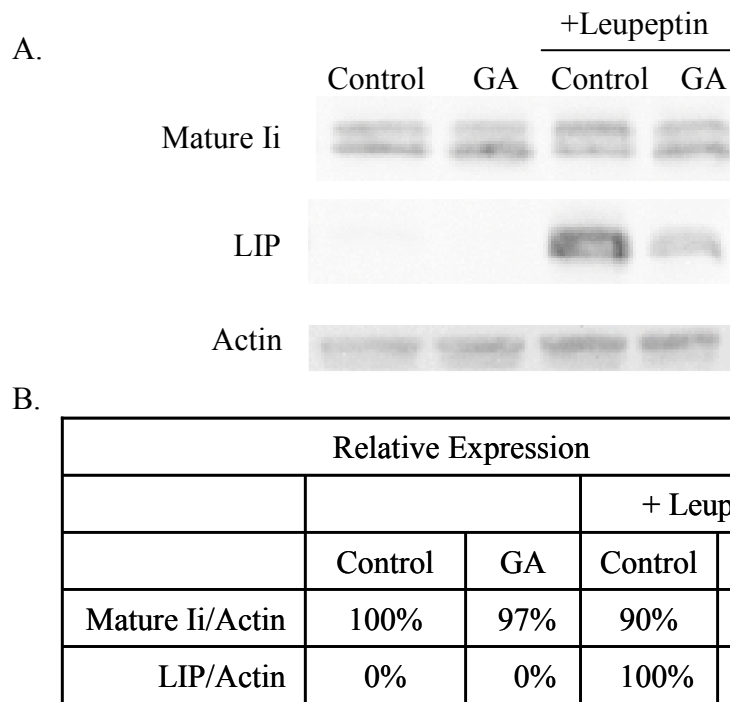 A.
+Leupeptin
Control GA Control GA
Mature Ii
LIP
Actin
B.
Relative Expression
+ Leup
Control GA Control
Mature Ii/Actin 100% 97% 90%
LIP/Actin 0% 0% 100%